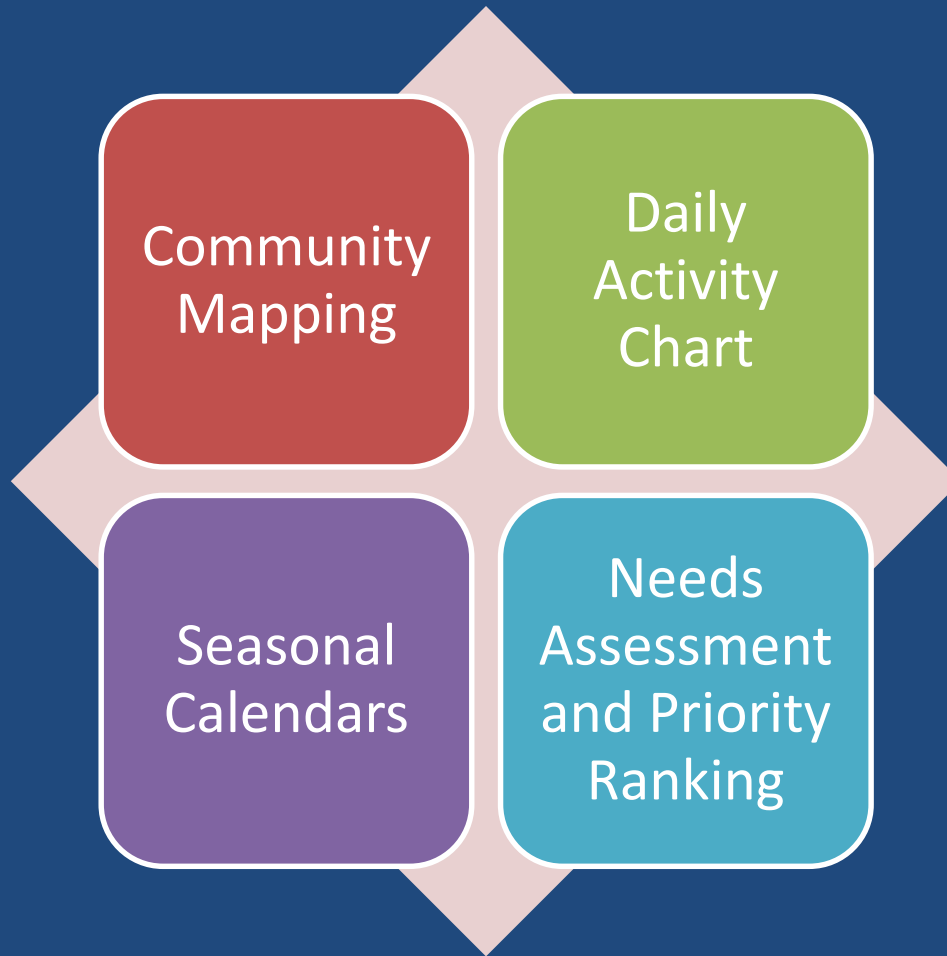 Community
Mapping
Daily
Activity
Chart
Seasonal
Calendars
Needs
Assessment
and Priority
Ranking